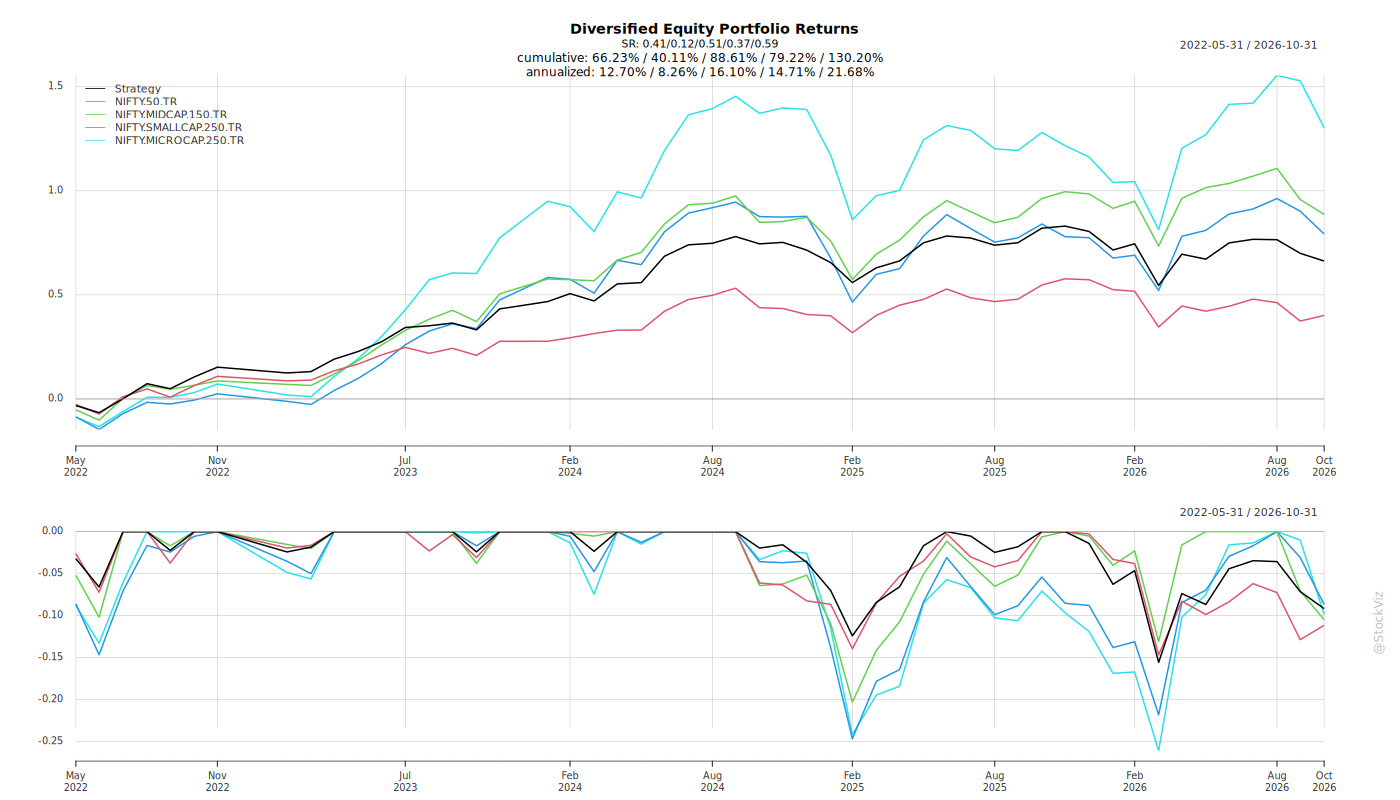 Diversified Equity Portfolio Returns
SR: 0.41/0.12/0.51/0.37/0.59
2022-05-31 / 2026-10-31
cumulative: 66.23% / 40.11% / 88.61% / 79.22% / 130.20%
annualized: 12.70% / 8.26% / 16.10% / 14.71% / 21.68%
1.5
1.0
0.5
0.0
Strategy
NIFTY.50.TR
NIFTY.MIDCAP.150.TR
NIFTY.SMALLCAP.250.TR
NIFTY.MICROCAP.250.TR
May Nov Jul Feb Aug Feb Aug Feb Aug Oct
2022 2022 2023 2024 2024 2025 2025 2026 2026 2026
2022-05-31 / 2026-10-31
0.00
-0.05
-0.10
-0.15
-0.20
-0.25
May Nov Jul Feb Aug Feb Aug Feb Aug Oct
2022 2022 2023 2024 2024 2025 2025 2026 2026 2026
@StockViz